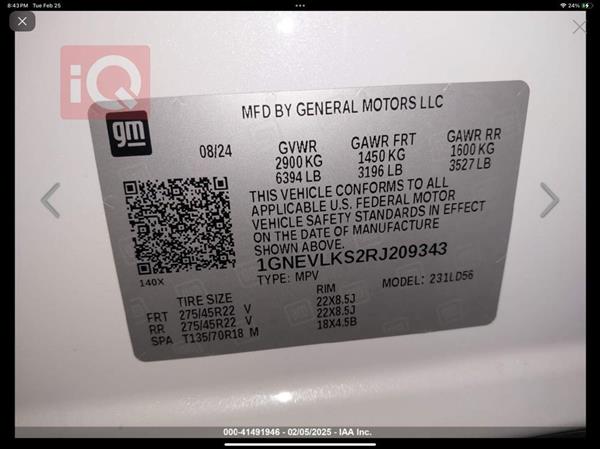 8:43 PM Tue Feb 25
24%
iQ
MFD BY GENERAL MOTORS LLC
gm
08/24 GVWR GAWR FRT GAWR RR
2900 KG 1450 KG 1600 KG
6394 LB 3196 LB 3527 LB
THIS VEHICLE CONFORMS TO ALL
APPLICABLE U.S. FEDERAL MOTOR
VEHICLE SAFETY STANDARDS IN EFFECT
ON THE DATE OF MANUFACTURE
SHOWN ABOVE.
1GNEVLKS2RJ209343
140X TYPE: MPV MODEL: 231LD56
TIRE SIZE RIM
FRT 275/45R22 V 22X8.5J
RR 275/45R22 V 22X8.5J
SPA T135/70R18 M 18X4.5B
000-41491946 - 02/05/2025 - IAA Inc.